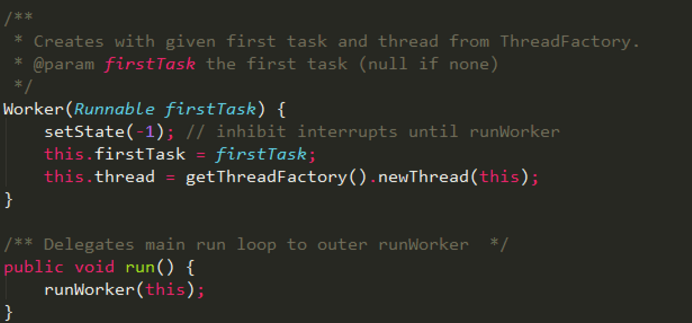 /**
 * Creates with given first task and thread from ThreadFactory.
 * @param firstTask the first task (null if none)
 */
Worker(Runnable firstTask) {
    setState(-1); // inhibit interrupts until runWorker
    this.firstTask = firstTask;
    this.thread = getThreadFactory().newThread(this);
}

/** Delegates main run loop to outer runWorker  */
public void run() {
    runWorker(this);
}